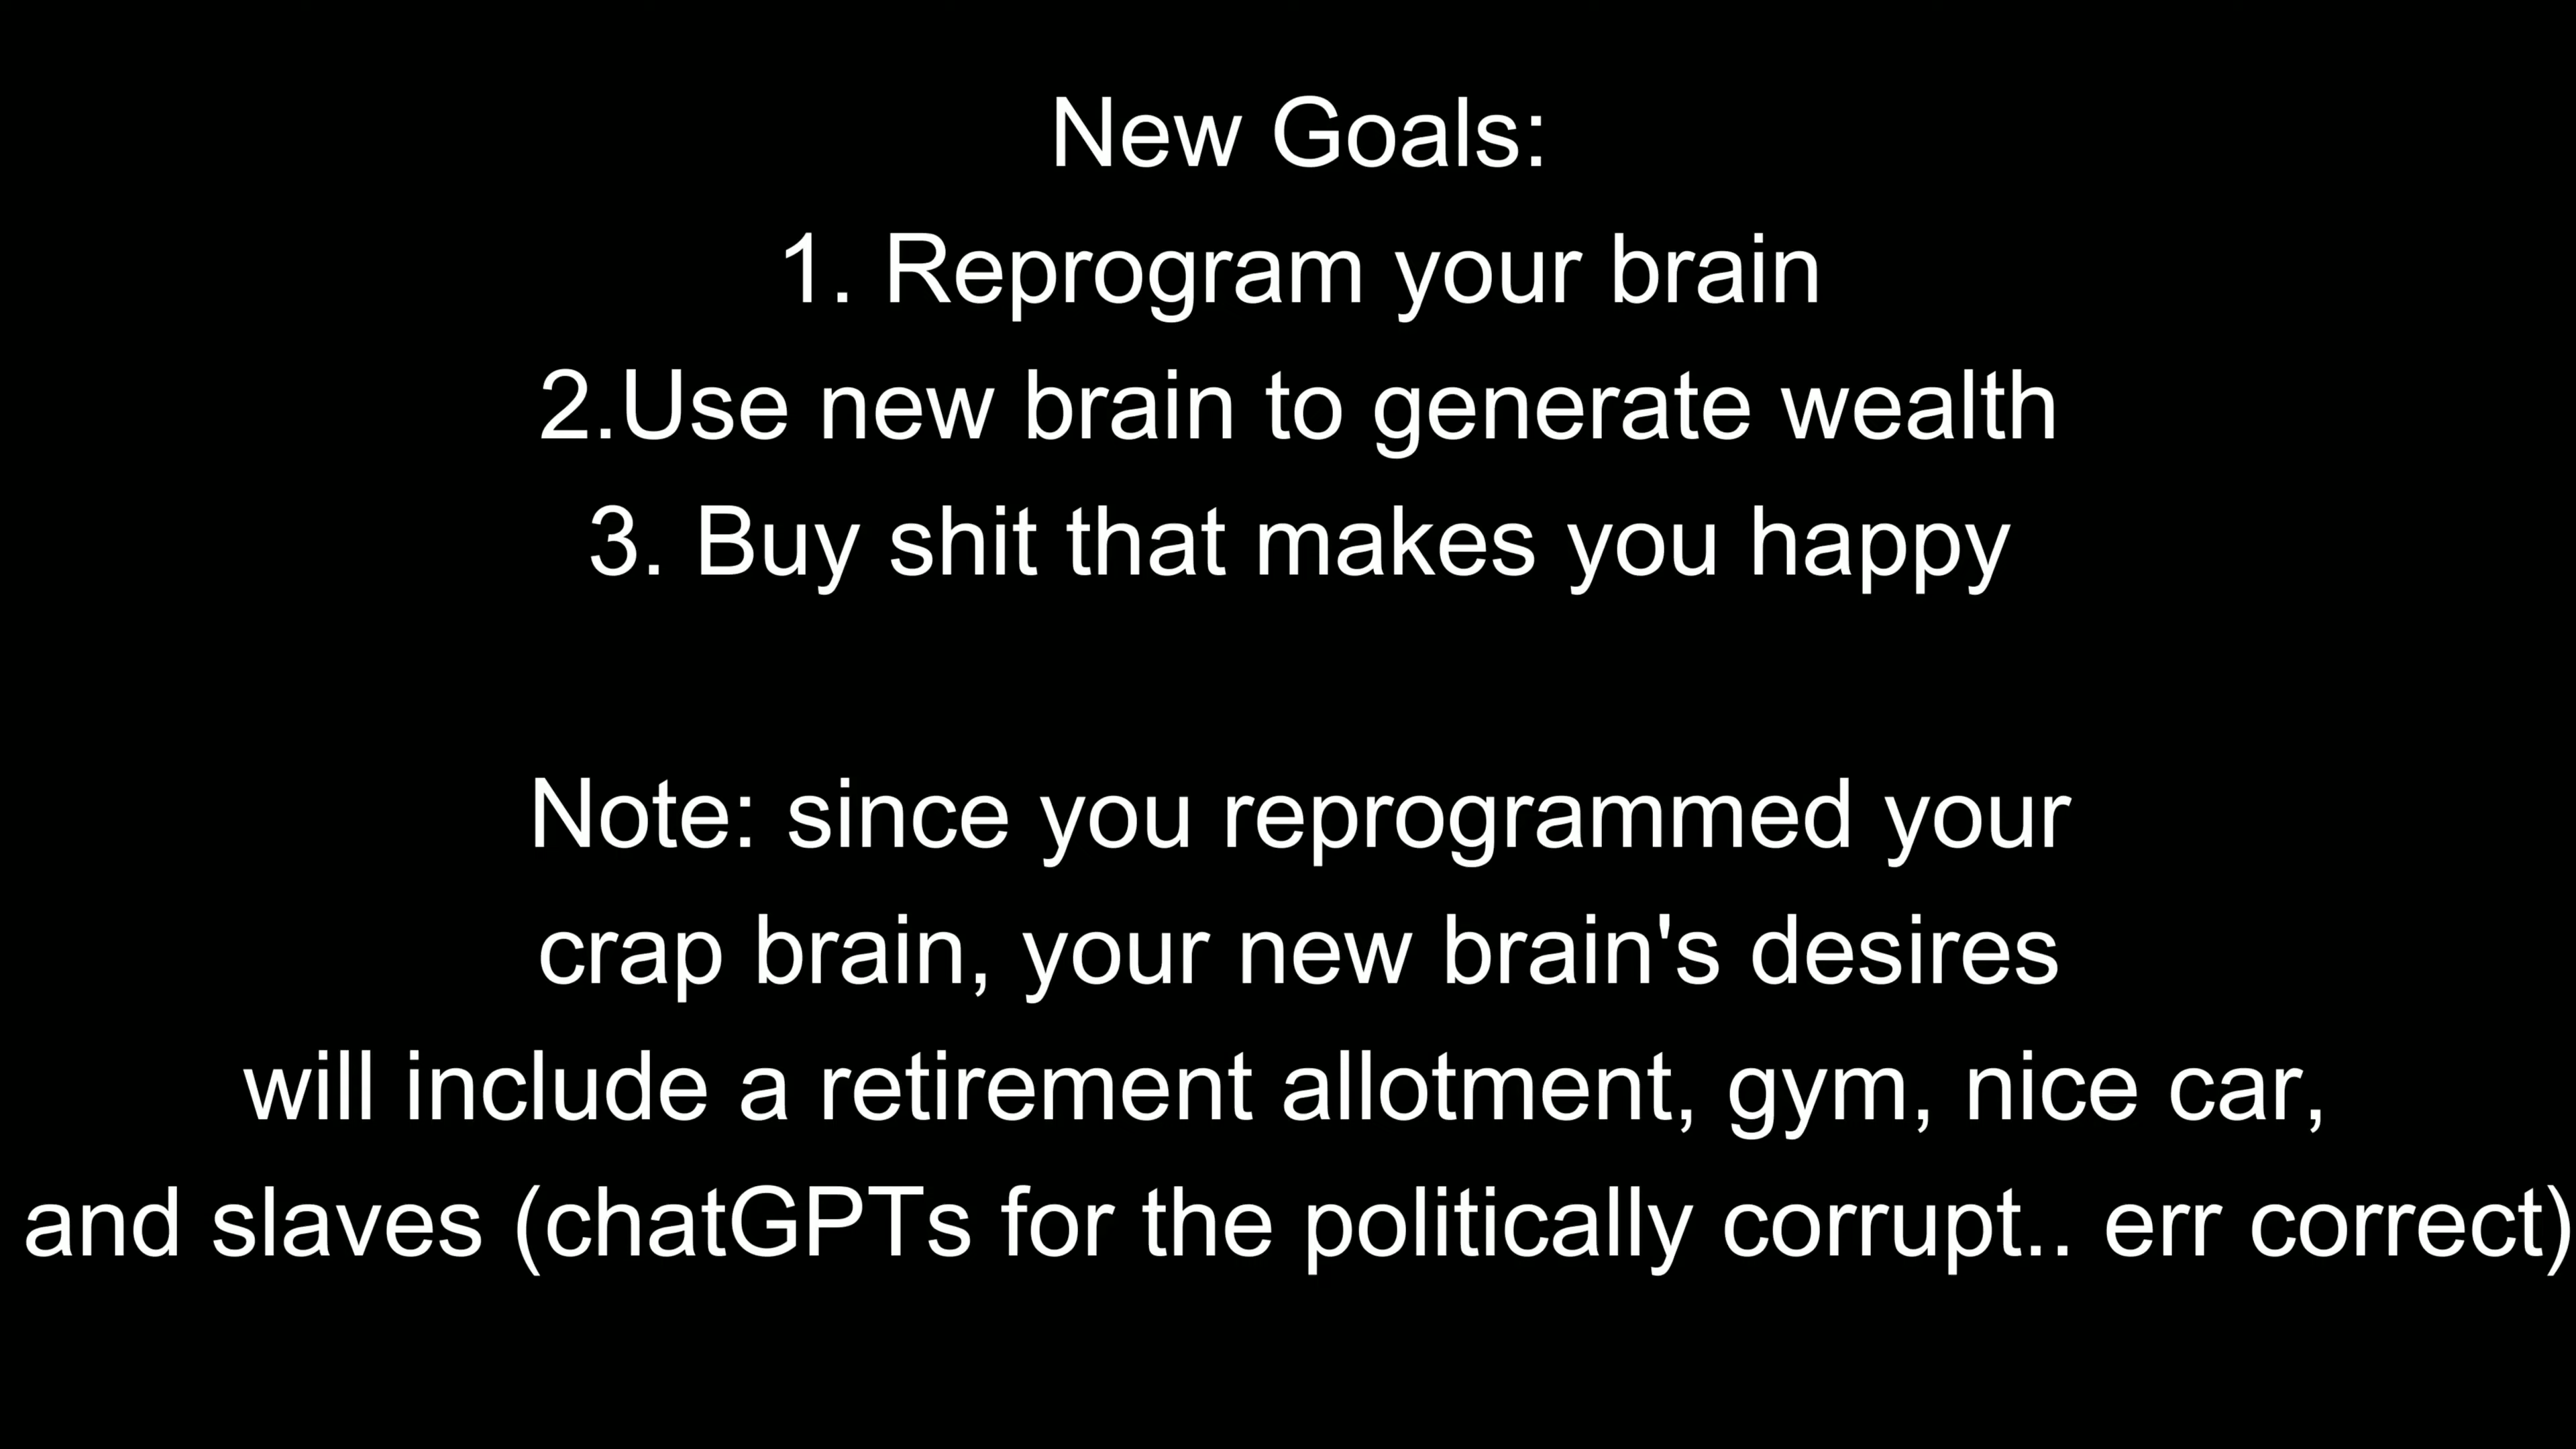 New Goals:
1. Reprogram your brain
2.Use new brain to generate wealth
3. Buy shit that makes you happy
Note: since you reprogrammed your
crap brain, your new brain's desires
will include a retirement allotment, gym, nice car,
and slaves (chatGPTs for the politically corrupt.. err correct)